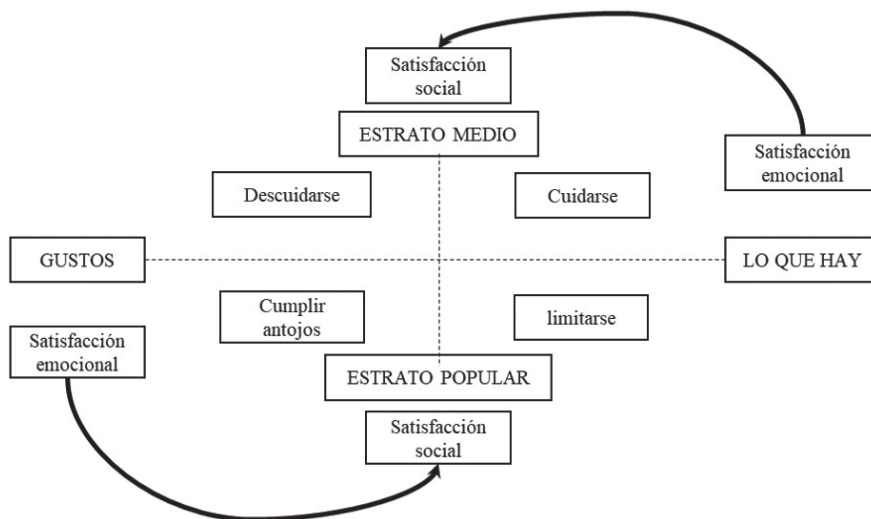 Satisfacción
social
ESTRATO MEDIO
Satisfacción
emocional
Descuidarse
Cuidarse
GUSTOS
LO QUE HAY
Cumplir
antojos
limitarse
Satisfacción
emocional
ESTRATO POPULAR
Satisfacción
social